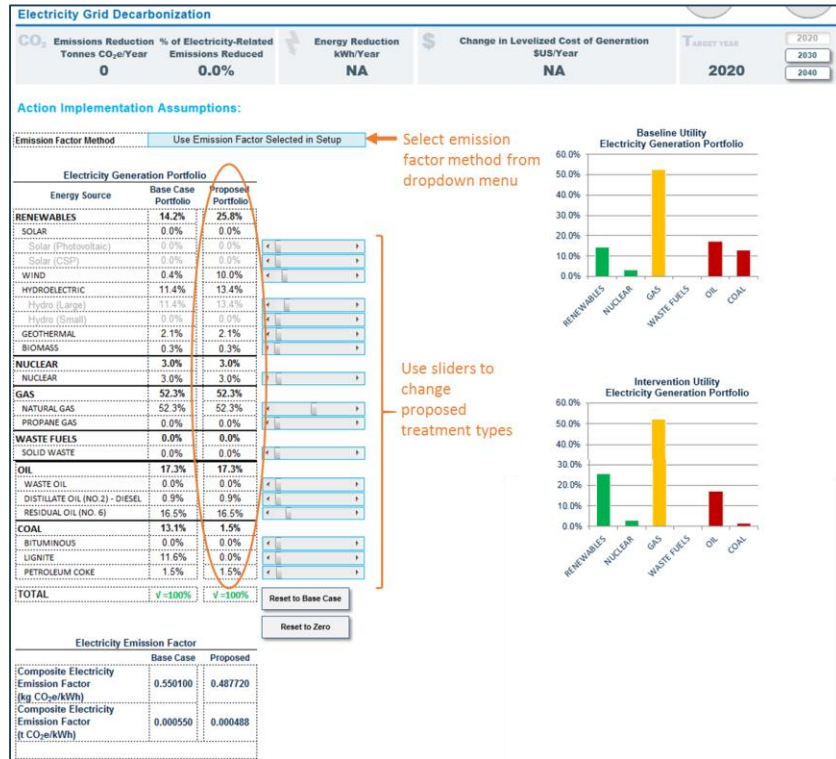 Electricity Grid Decarbonization
CO₂ Emissions Reduction Tonnes CO₂e/Year 0
% of Electricity-Related Emissions Reduced 0.0%
Energy Reduction kWh/Year NA
$ Change in Levelized Cost of Generation $US/Year NA
TARGET YEAR 2020
2020
2030
2040
Action Implementation Assumptions:
Emission Factor Method Use Emission Factor Selected in Setup
Select emission
factor method from
dropdown menu
Electricity Generation Portfolio
Energy Source Base Case Portfolio Proposed Portfolio
RENEWABLES 14.2% 25.8%
SOLAR 0.0% 0.0%
Solar (Photovoltaic) 0.0% 0.0%
Solar (CSP) 0.0% 0.0%
WIND 0.4% 10.0%
HYDROELECTRIC 11.4% 13.4%
Hydro (Large) 11.4% 13.4%
Hydro (Small) 0.0% 0.0%
GEOTHERMAL 2.1% 2.1%
BIOMASS 0.3% 0.3%
NUCLEAR 3.0% 3.0%
NUCLEAR 3.0% 3.0%
GAS 52.3% 52.3%
NATURAL GAS 52.3% 52.3%
PROPANE GAS 0.0% 0.0%
WASTE FUELS 0.0% 0.0%
SOLID WASTE 0.0% 0.0%
OIL 17.3% 17.3%
WASTE OIL 0.0% 0.0%
DISTILLATE OIL (NO.2) - DIESEL 0.9% 0.9%
RESIDUAL OIL (NO. 6) 16.5% 16.5%
COAL 13.1% 1.5%
BITUMINOUS 0.0% 0.0%
LIGNITE 11.6% 0.0%
PETROLEUM COKE 1.5% 1.5%
TOTAL √ =100% √ =100%
Reset to Base Case
Reset to Zero
Use sliders to
change
proposed
treatment types
Electricity Emission Factor
Base Case Proposed
Composite Electricity
Emission Factor 0.550100 0.487720
(kg CO₂e/kWh)
Composite Electricity
Emission Factor 0.000550 0.000488
(t CO₂e/kWh)
Baseline Utility
Electricity Generation Portfolio
60.0%
50.0%
40.0%
30.0%
20.0%
10.0%
0.0%
RENEWABLES NUCLEAR GAS WASTE FUELS OIL COAL
Intervention Utility
Electricity Generation Portfolio
60.0%
50.0%
40.0%
30.0%
20.0%
10.0%
0.0%
RENEWABLES NUCLEAR GAS WASTE FUELS OIL COAL